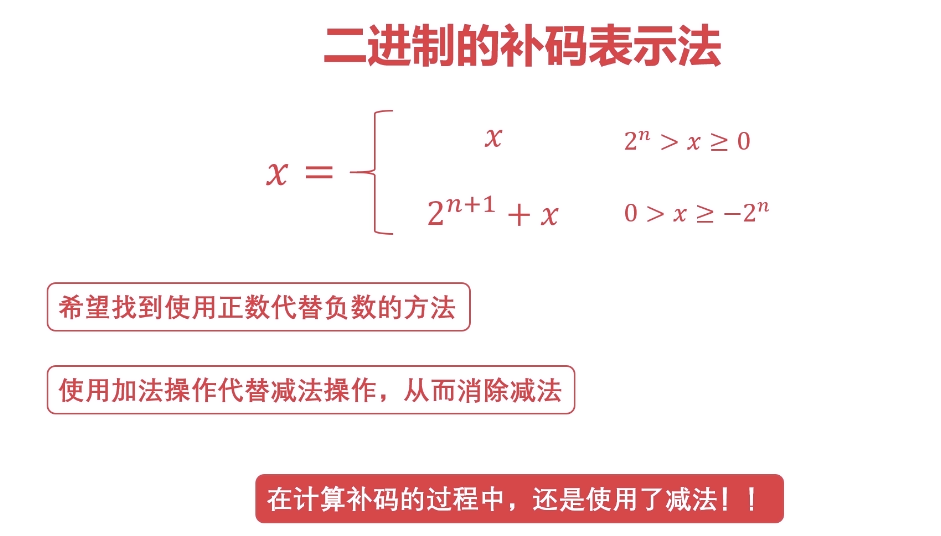 二进制的补码表示法
x 2ⁿ > x ≥ 0
x =
2ⁿ⁺¹ + x 0 > x ≥ −2ⁿ
希望找到使用正数代替负数的方法
使用加法操作代替减法操作，从而消除减法
在计算补码的过程中，还是使用了减法！！